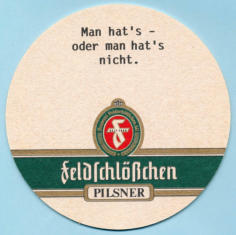 Man hat's -
oder man hat's
nicht.
Feldschlößchen
PILSNER